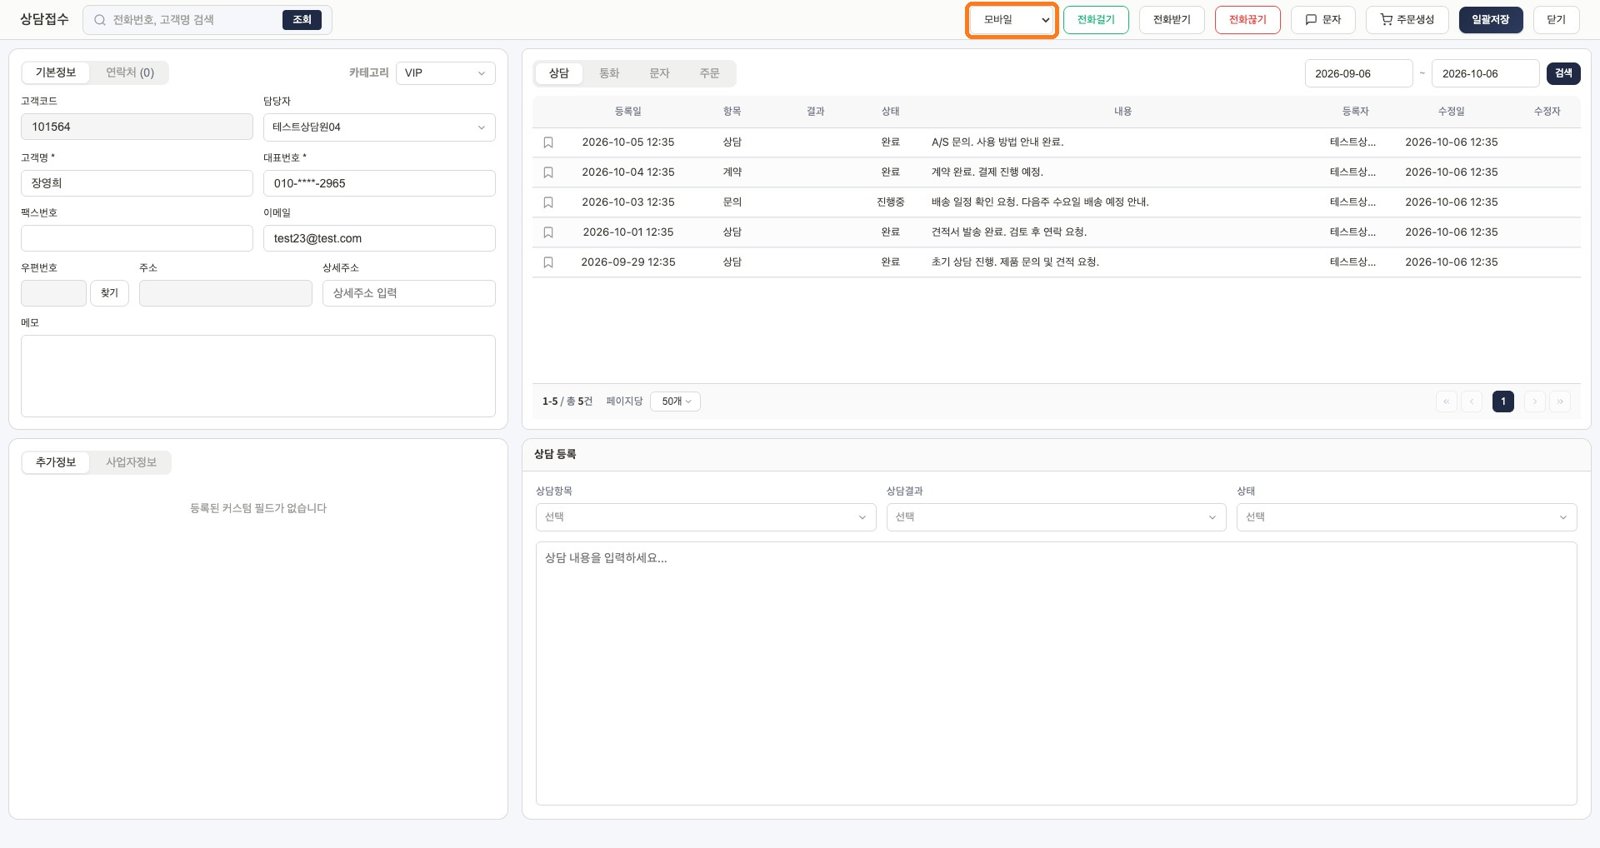 상담접수
전화번호, 고객명 검색
조회
모바일
전화걸기
전화받기
전화끊기
문자
주문생성
일괄저장
닫기
기본정보 연락처 (0)
카테고리 VIP
고객코드 담당자
101564 테스트상담원04
고객명 * 대표번호 *
장영희 010-****-2965
팩스번호 이메일
test23@test.com
우편번호 주소 상세주소
찾기 상세주소 입력
메모
상담 통화 문자 주문
2026-09-06 ~ 2026-10-06 검색
등록일 항목 결과 상태 내용 등록자 수정일 수정자
2026-10-05 12:35 상담 완료 A/S 문의. 사용 방법 안내 완료. 테스트상... 2026-10-06 12:35
2026-10-04 12:35 계약 완료 계약 완료. 결제 진행 예정. 테스트상... 2026-10-06 12:35
2026-10-03 12:35 문의 진행중 배송 일정 확인 요청. 다음주 수요일 배송 예정 안내. 테스트상... 2026-10-06 12:35
2026-10-01 12:35 상담 완료 견적서 발송 완료. 검토 후 연락 요청. 테스트상... 2026-10-06 12:35
2026-09-29 12:35 상담 완료 초기 상담 진행. 제품 문의 및 견적 요청. 테스트상... 2026-10-06 12:35
1-5 / 총 5건 페이지당 50개
« ‹ 1 › »
추가정보 사업자정보
등록된 커스텀 필드가 없습니다
상담 등록
상담항목 상담결과 상태
선택 선택 선택
상담 내용을 입력하세요...